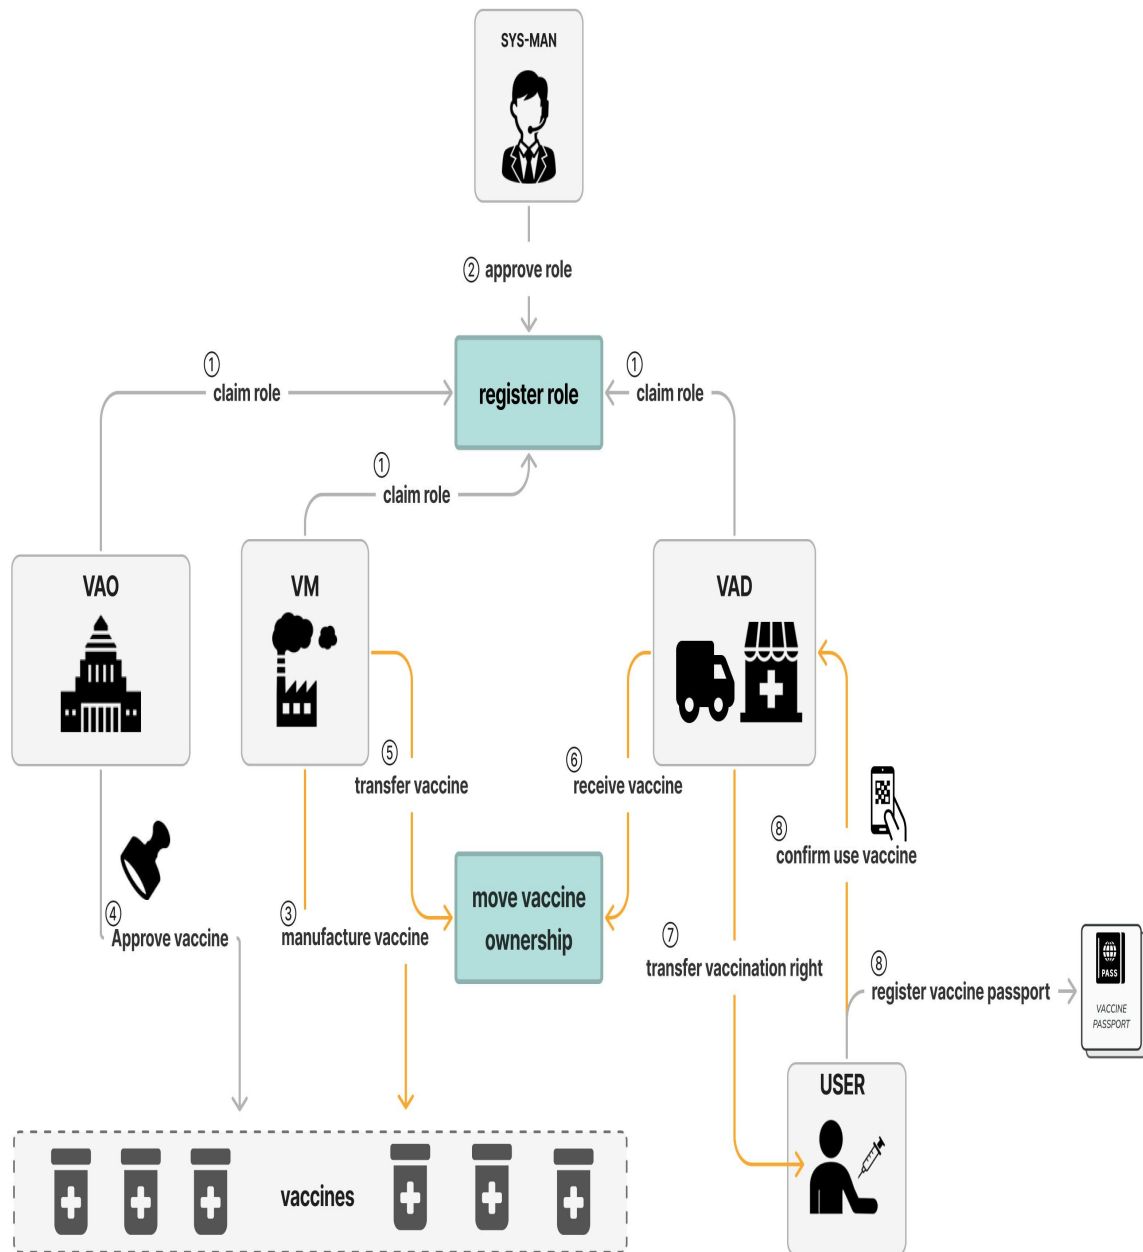 SYS-MAN
② approve role
①
claim role
register role
①
claim role
①
claim role
VAO
VM
VAD
⑤
transfer vaccine
⑥
receive vaccine
⑧
confirm use vaccine
④
Approve vaccine
③
manufacture vaccine
move vaccine
ownership
⑦
transfer vaccination right
⑧
register vaccine passport
PASS
VACCINE
PASSPORT
USER
vaccines